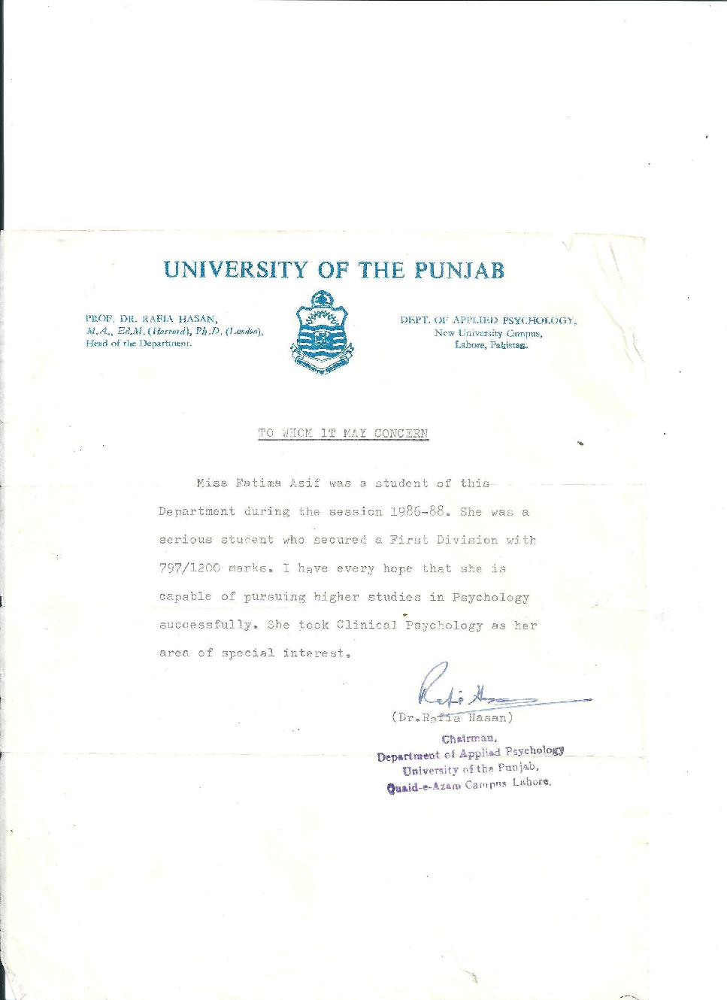 UNIVERSITY OF THE PUNJAB
PROF. DR. RAFIA HASAN,
M.A., Ed.M. (Harvard), Ph.D. (London),
Head of the Department.
DEPT. OF APPLIED PSYCHOLOGY,
New University Campus,
Lahore, Pakistan.
TO WHOM IT MAY CONCERN
Miss Fatima Asif was a student of this
Department during the session 1986-88. She was a
serious student who secured a First Division with
797/1200 marks. I have every hope that she is
capable of pursuing higher studies in Psychology
successfully. She took Clinical Psychology as her
area of special interest.
Rafia Hasan
(Dr.Rafia Hasan)
Chairman,
Department of Applied Psychology
University of the Punjab,
Quaid-e-Azam Campus Lahore.